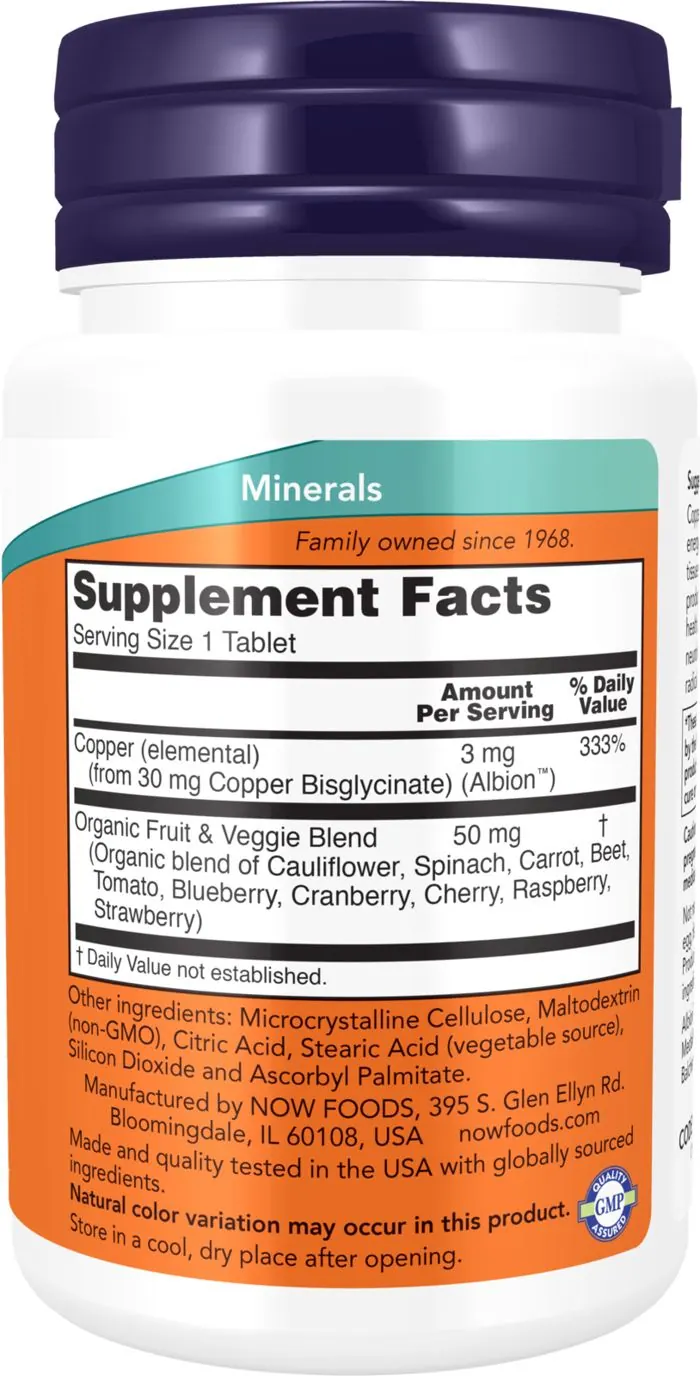 Minerals
Family owned since 1968.
Supplement Facts
Serving Size 1 Tablet
Amount Per Serving
% Daily Value
Copper (elemental) 3 mg 333%
(from 30 mg Copper Bisglycinate) (Albion™)
Organic Fruit & Veggie Blend 50 mg †
(Organic blend of Cauliflower, Spinach, Carrot, Beet,
Tomato, Blueberry, Cranberry, Cherry, Raspberry,
Strawberry)
† Daily Value not established.
Other ingredients: Microcrystalline Cellulose, Maltodextrin
(non-GMO), Citric Acid, Stearic Acid (vegetable source),
Silicon Dioxide and Ascorbyl Palmitate.
Manufactured by NOW FOODS, 395 S. Glen Ellyn Rd.
Bloomingdale, IL 60108, USA nowfoods.com
Made and quality tested in the USA with globally sourced
ingredients.
Natural color variation may occur in this product.
Store in a cool, dry place after opening.
QUALITY
GMP
ASSURED